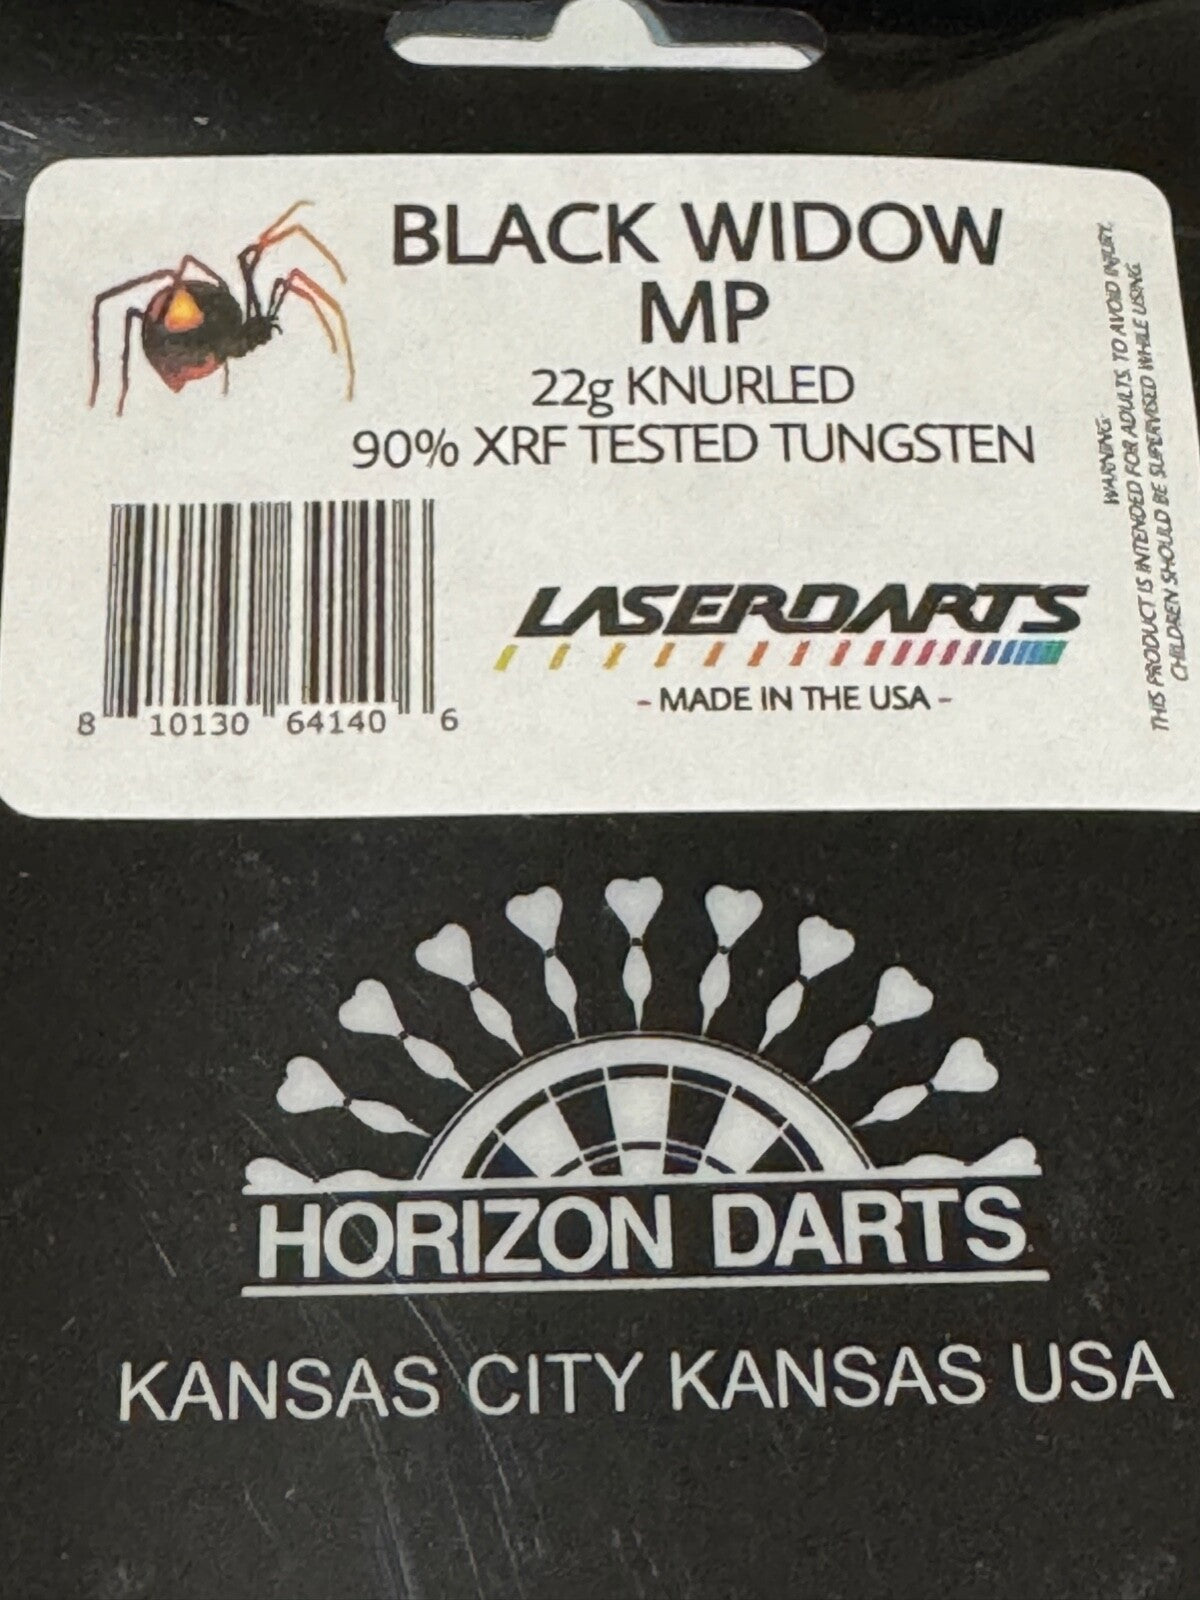 BLACK WIDOW
MP
22g KNURLED
90% XRF TESTED TUNGSTEN
8 10130 64140 6
LASERDARTS
- MADE IN THE USA -
WARNING:
THIS PRODUCT IS INTENDED FOR ADULTS. TO AVOID INJURY,
CHILDREN SHOULD BE SUPERVISED WHILE USING
HORIZON DARTS
KANSAS CITY KANSAS USA